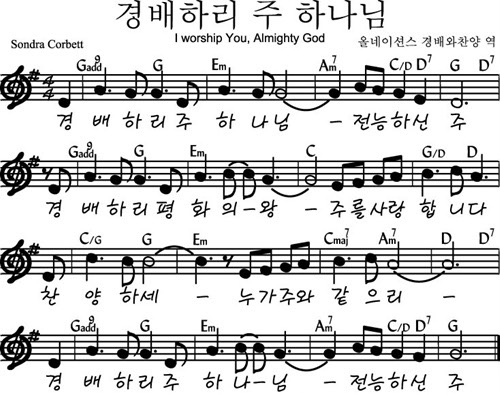 경배하리 주 하나님
I worship You, Almighty God
Sondra Corbett
올네이션스 경배와찬양 역
Gadd9 G Em Am7 C/D D7 G D7
경 배 하 리 주 하 나 님 - 전능하신 주
Gadd9 G Em C G/D D
경 배 하 리 평 화 의-왕 - 주를사랑 합니다
C/G G Em Cmaj7 Am7 D D7
찬 양 하세 - 누가주와 같 으리 -
Gadd9 G Em Am7 C/D D7 G
경 배 하 리 주 하 나-님 - 전능하신 주